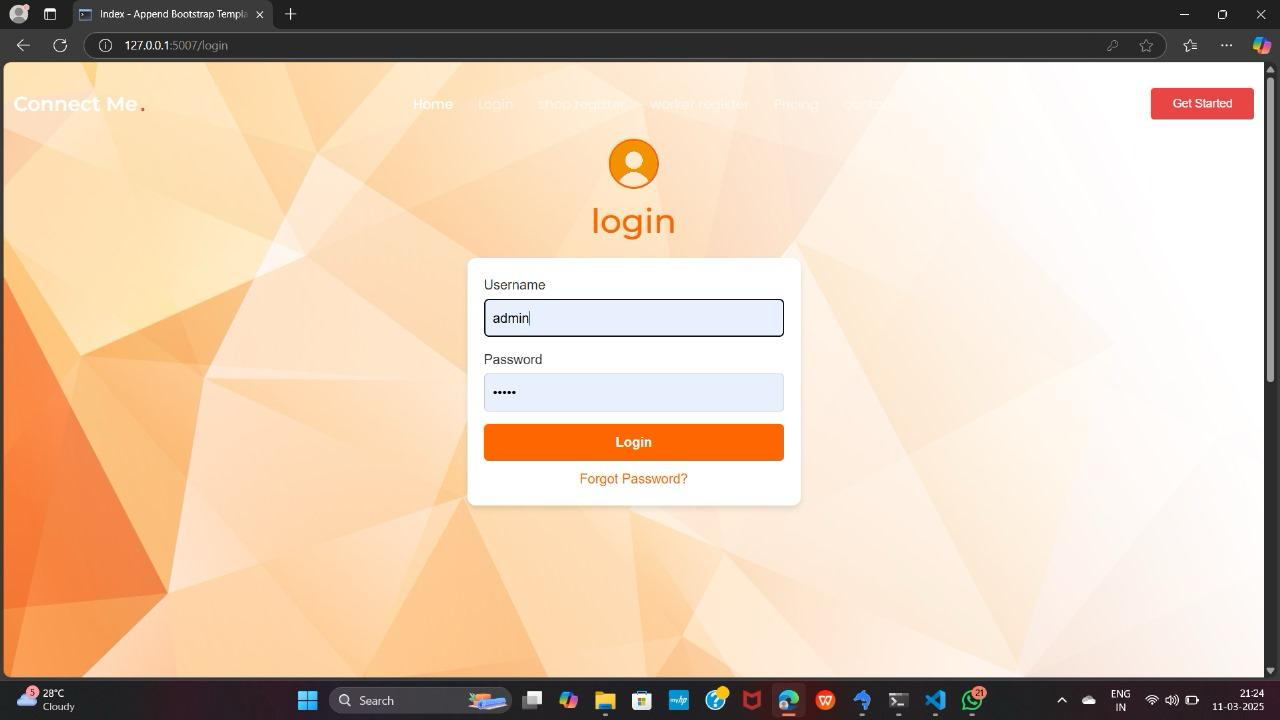 Index - Append Bootstrap Templa
127.0.0.1:5007/login
Connect Me.
Home Login shop register worker register Pricing contact
Get Started
login
Username
admin
Password
•••••
Login
Forgot Password?
5
28°C
Cloudy
Search
myhp
W
21
ENG
IN
21:24
11-03-2025